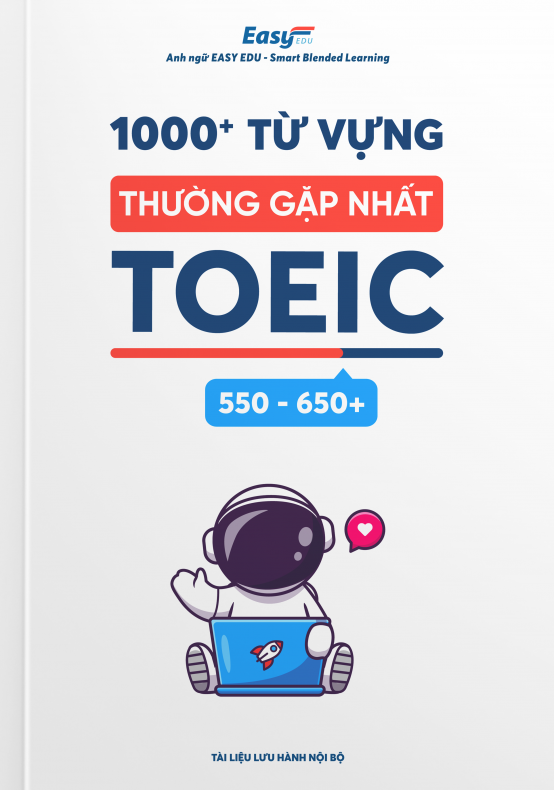 Easy EDU
Anh ngữ EASY EDU - Smart Blended Learning
1000+ TỪ VỰNG
THƯỜNG GẶP NHẤT
TOEIC
550 - 650+
TÀI LIỆU LƯU HÀNH NỘI BỘ